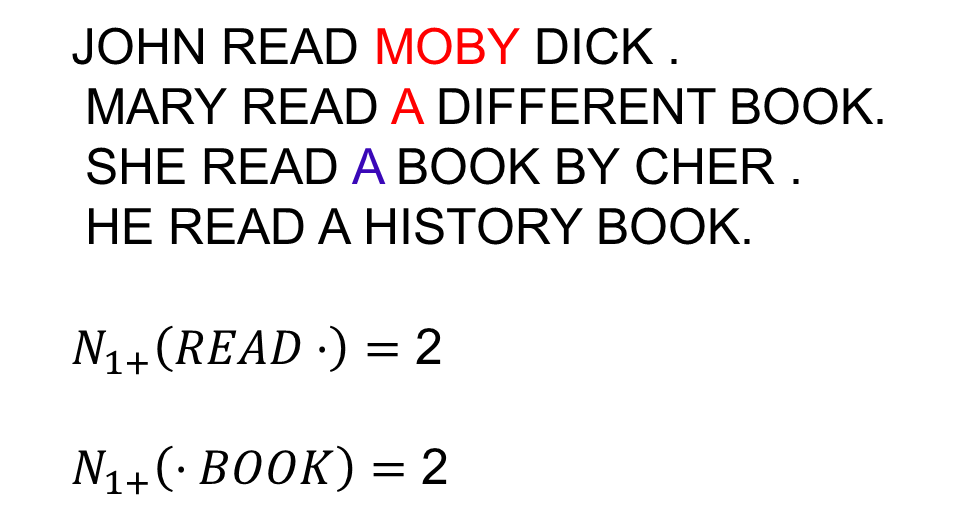 JOHN READ MOBY DICK .
MARY READ A DIFFERENT BOOK.
SHE READ A BOOK BY CHER .
HE READ A HISTORY BOOK.
N₁₊(READ ·) = 2
N₁₊(· BOOK) = 2